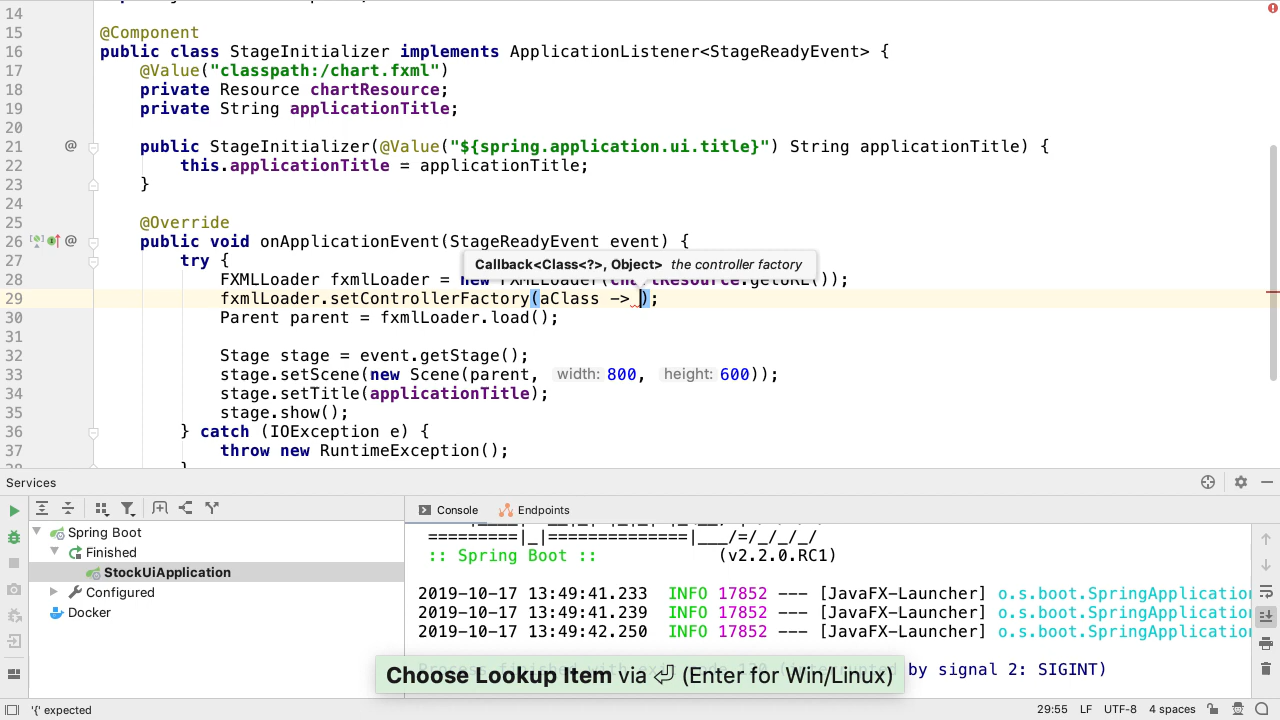 14
15 @Component
16 public class StageInitializer implements ApplicationListener<StageReadyEvent> {
17 @Value("classpath:/chart.fxml")
18 private Resource chartResource;
19 private String applicationTitle;
20
21 @ public StageInitializer(@Value("${spring.application.ui.title}") String applicationTitle) {
22 this.applicationTitle = applicationTitle;
23 }
24
25 @Override
26 @ public void onApplicationEvent(StageReadyEvent event) {
27 try {
Callback<Class<?>, Object> the controller factory
28 FXMLLoader fxmlLoader = new FXMLLoader(chartResource.getURL());
29 fxmlLoader.setControllerFactory(aClass -> );
30 Parent parent = fxmlLoader.load();
31
32 Stage stage = event.getStage();
33 stage.setScene(new Scene(parent, width: 800, height: 600));
34 stage.setTitle(applicationTitle);
35 stage.show();
36 } catch (IOException e) {
37 throw new RuntimeException();
38 }
Services
Console Endpoints
Spring Boot
Finished
StockUiApplication
Configured
Docker
=========|_|==============|___/=/_/_/_/
:: Spring Boot :: (v2.2.0.RC1)
2019-10-17 13:49:41.233 INFO 17852 --- [JavaFX-Launcher] o.s.boot.SpringApplication
2019-10-17 13:49:41.239 INFO 17852 --- [JavaFX-Launcher] o.s.boot.SpringApplication
2019-10-17 13:49:42.250 INFO 17852 --- [JavaFX-Launcher] o.s.boot.SpringApplication
by signal 2: SIGINT)
Choose Lookup Item via ⏎ (Enter for Win/Linux)
'{' expected
29:55 LF UTF-8 4 spaces